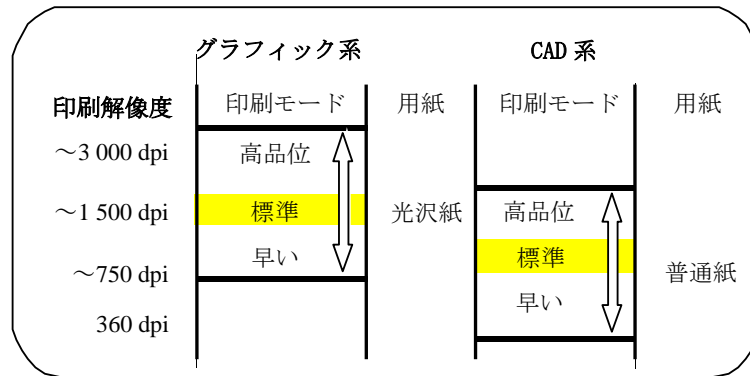 グラフィック系 CAD 系
印刷解像度 印刷モード 用紙 印刷モード 用紙
～3 000 dpi 高品位
～1 500 dpi 標準 光沢紙 高品位
早い 標準
～750 dpi 普通紙
早い
360 dpi